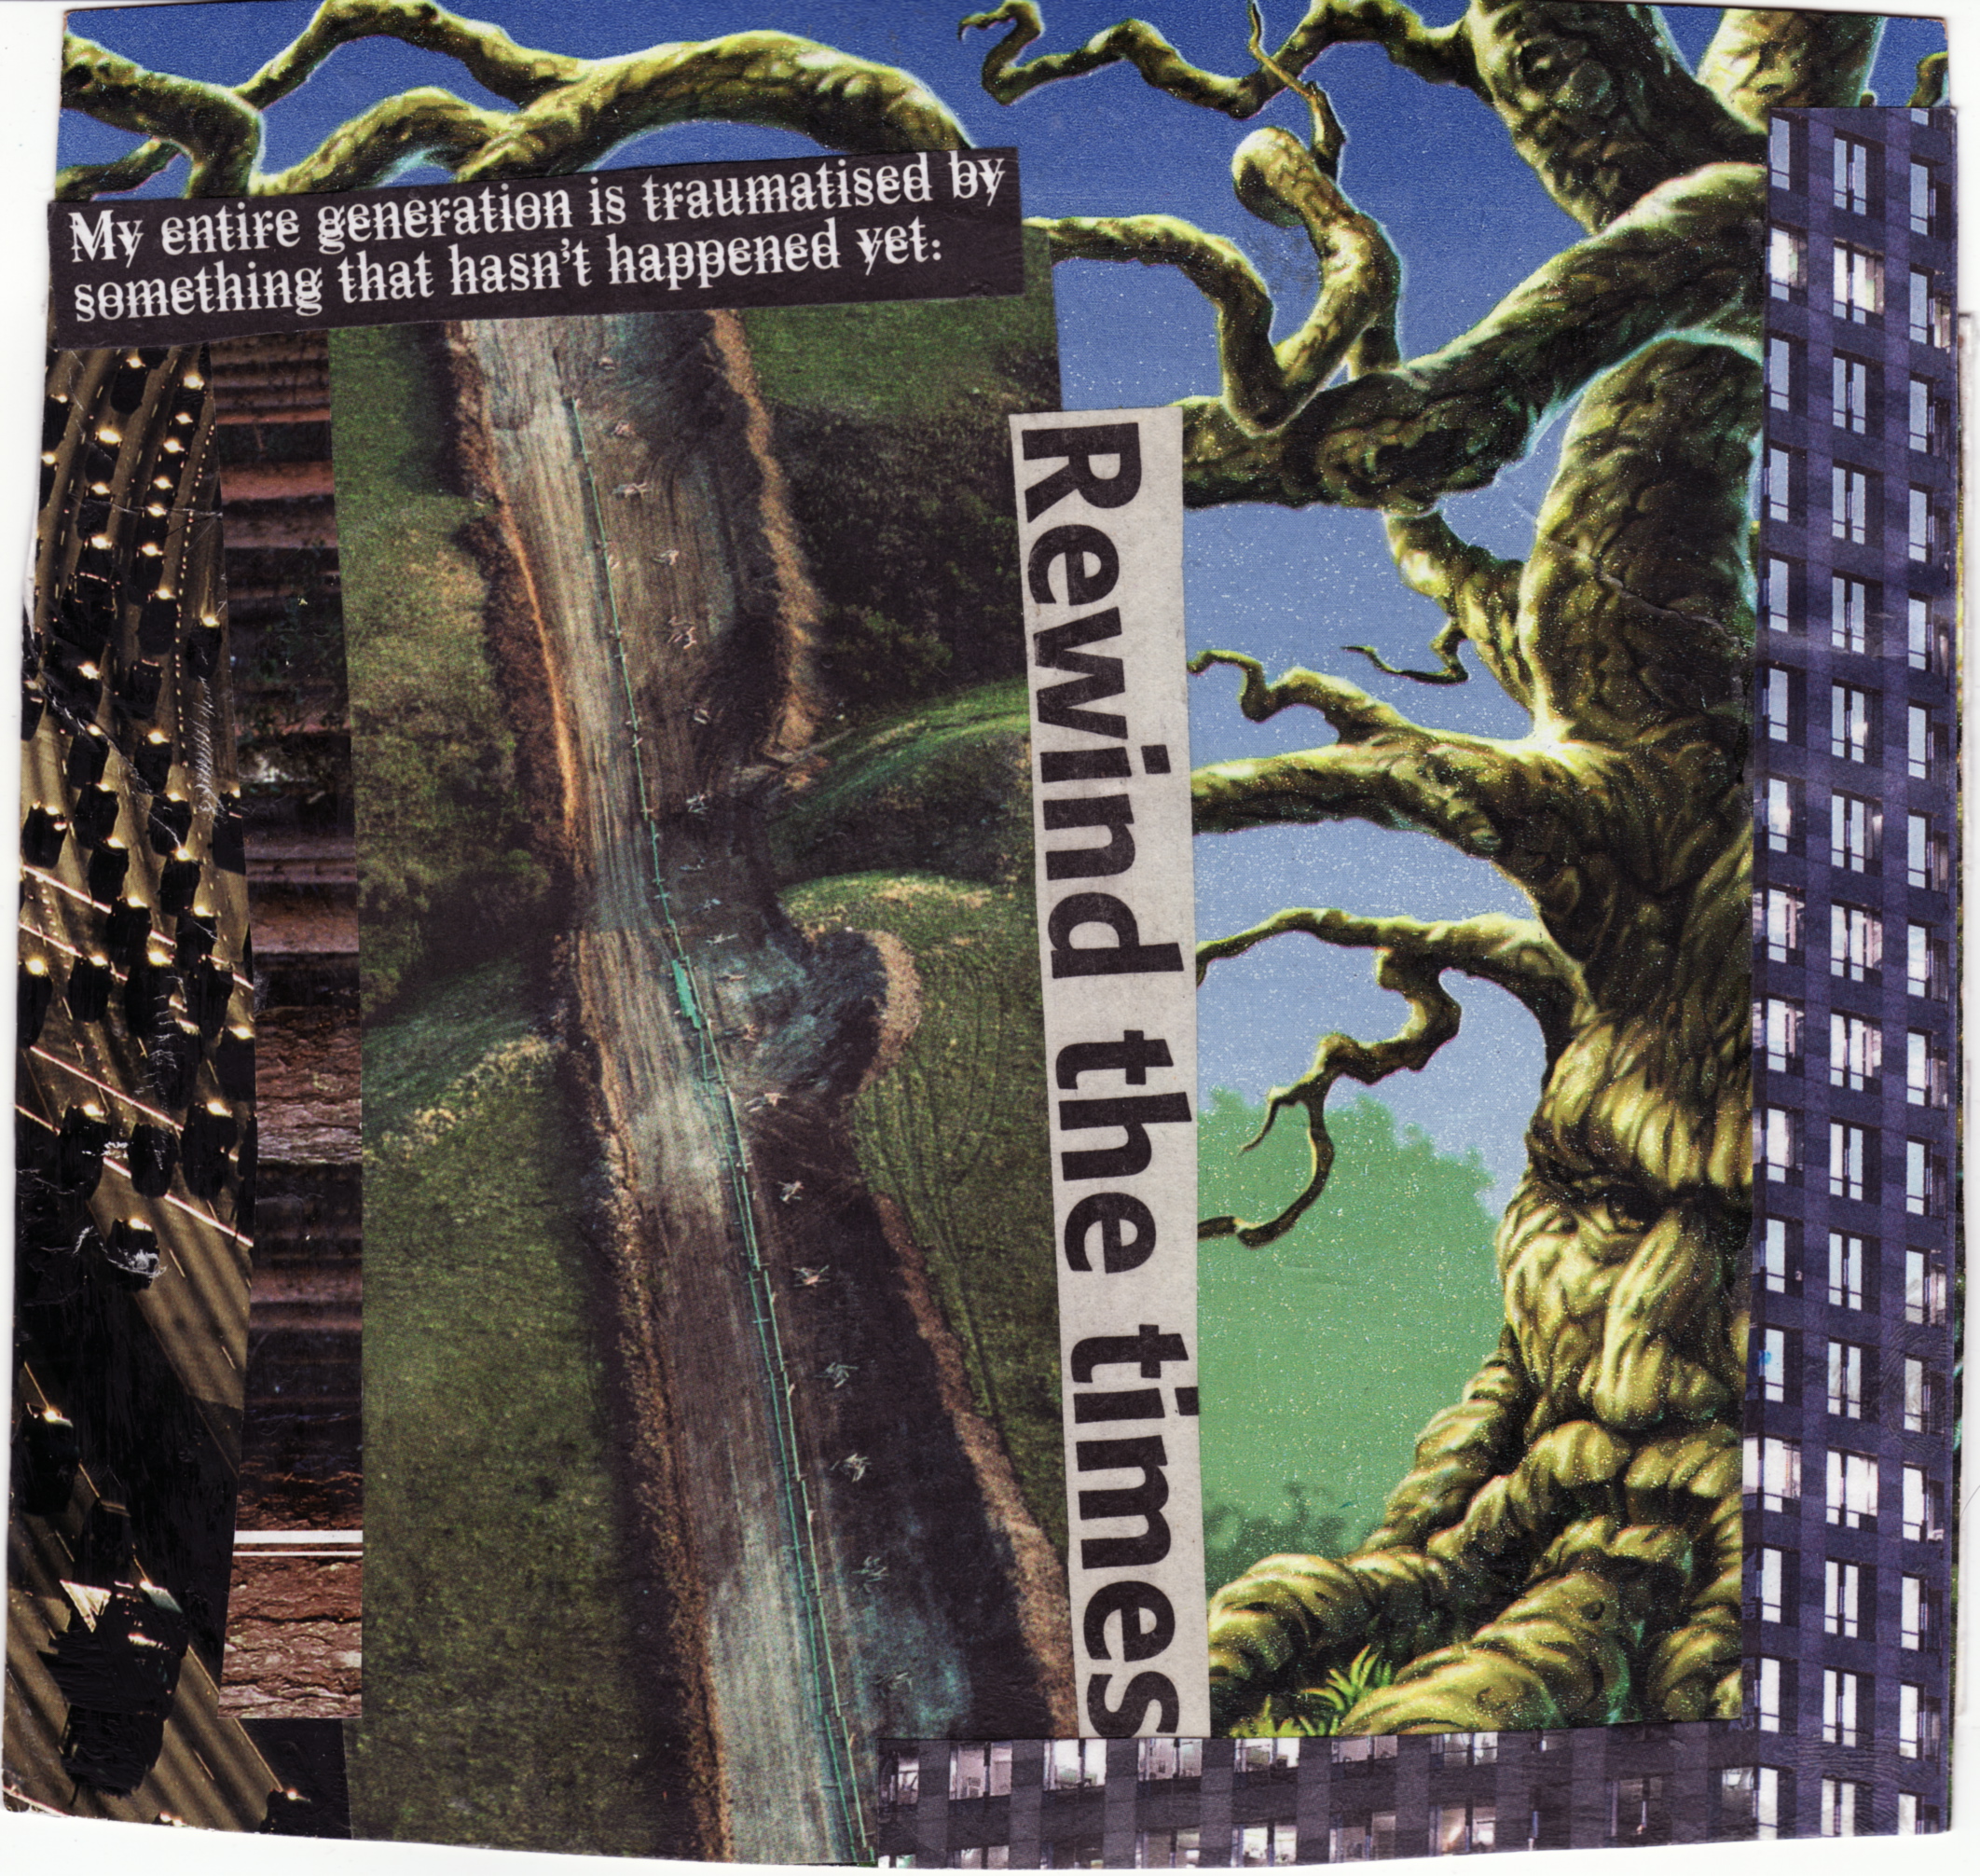 My entire generation is traumatised by
something that hasn't happened yet.
Rewind the times